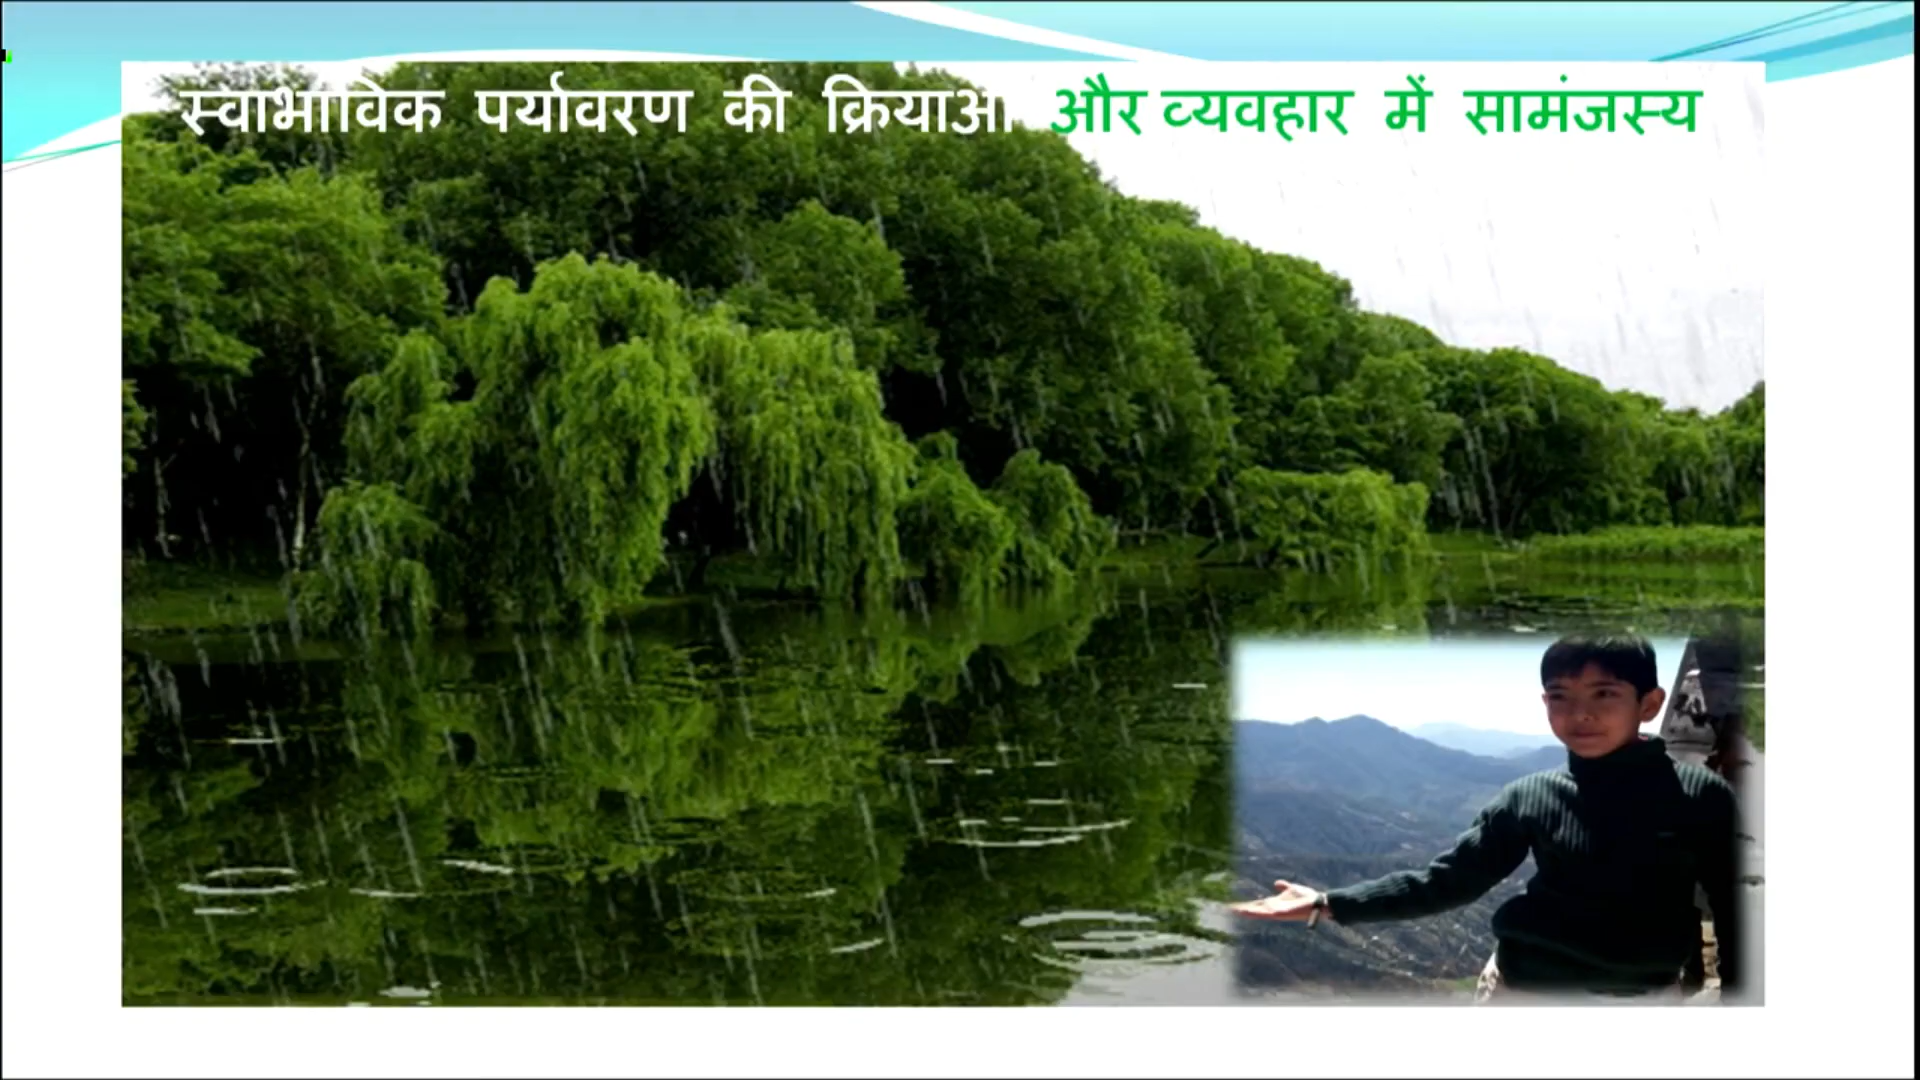 स्वाभाविक पर्यावरण की क्रियाओं और व्यवहार में सामंजस्य